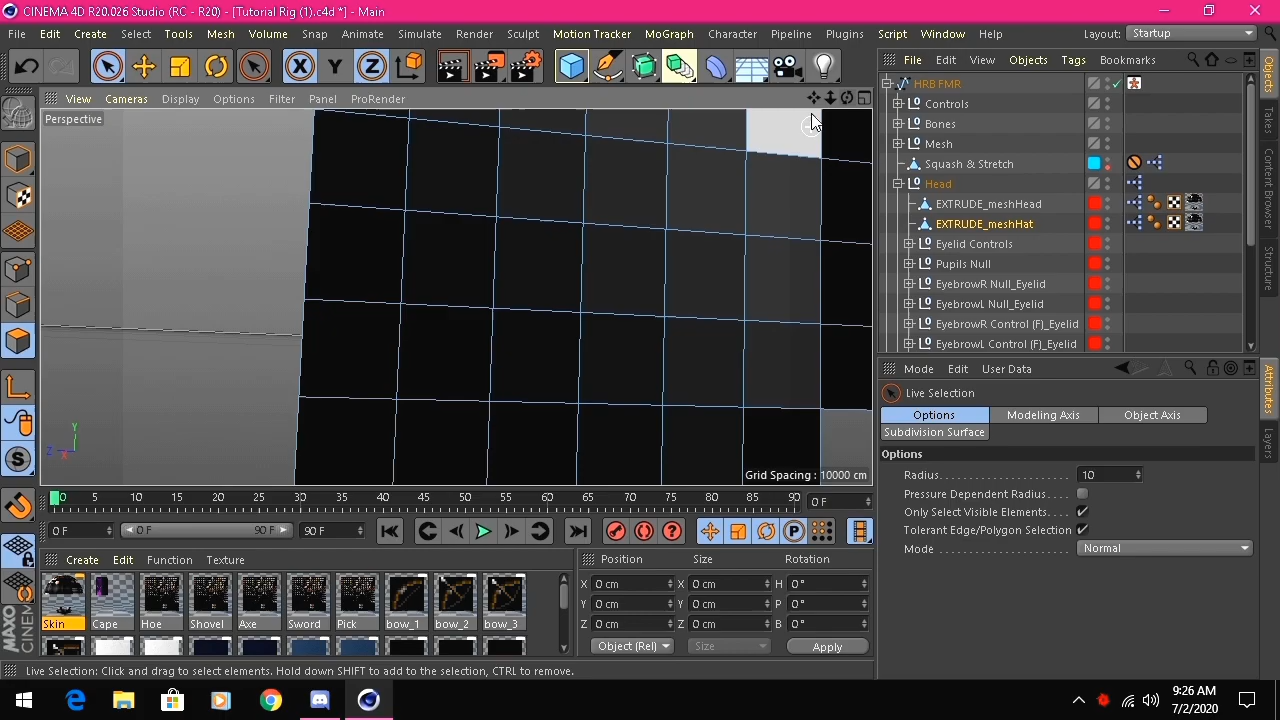 CINEMA 4D R20.026 Studio (RC - R20) - [Tutorial Rig (1).c4d *] - Main
File Edit Create Select Tools Mesh Volume Snap Animate Simulate Render Sculpt Motion Tracker MoGraph Character Pipeline Plugins Script Window Help Layout: Startup
X Y Z
View Cameras Display Options Filter Panel ProRender
Perspective
Y
Z X
Grid Spacing : 10000 cm
File Edit View Objects Tags Bookmarks
HRB FMR
Controls
Bones
Mesh
Squash & Stretch
Head
EXTRUDE_meshHead
EXTRUDE_meshHat
Eyelid Controls
Pupils Null
EyebrowR Null_Eyelid
EyebrowL Null_Eyelid
EyebrowR Control (F)_Eyelid
EyebrowL Control (F)_Eyelid
Objects
Takes
Content Browser
Structure
Mode Edit User Data
Live Selection
Options Modeling Axis Object Axis
Subdivision Surface
Options
Radius 10
Pressure Dependent Radius
Only Select Visible Elements
Tolerant Edge/Polygon Selection
Mode Normal
Attributes
Layers
0 5 10 15 20 25 30 35 40 45 50 55 60 65 70 75 80 85 90 0 F
0 F 0 F 90 F 90 F
Create Edit Function Texture
Skin Cape Hoe Shovel Axe Sword Pick bow_1 bow_2 bow_3
Position Size Rotation
X 0 cm X 0 cm H 0°
Y 0 cm Y 0 cm P 0°
Z 0 cm Z 0 cm B 0°
Object (Rel) Size Apply
MAXO
CINEM
Live Selection: Click and drag to select elements. Hold down SHIFT to add to the selection, CTRL to remove.
9:26 AM
7/2/2020